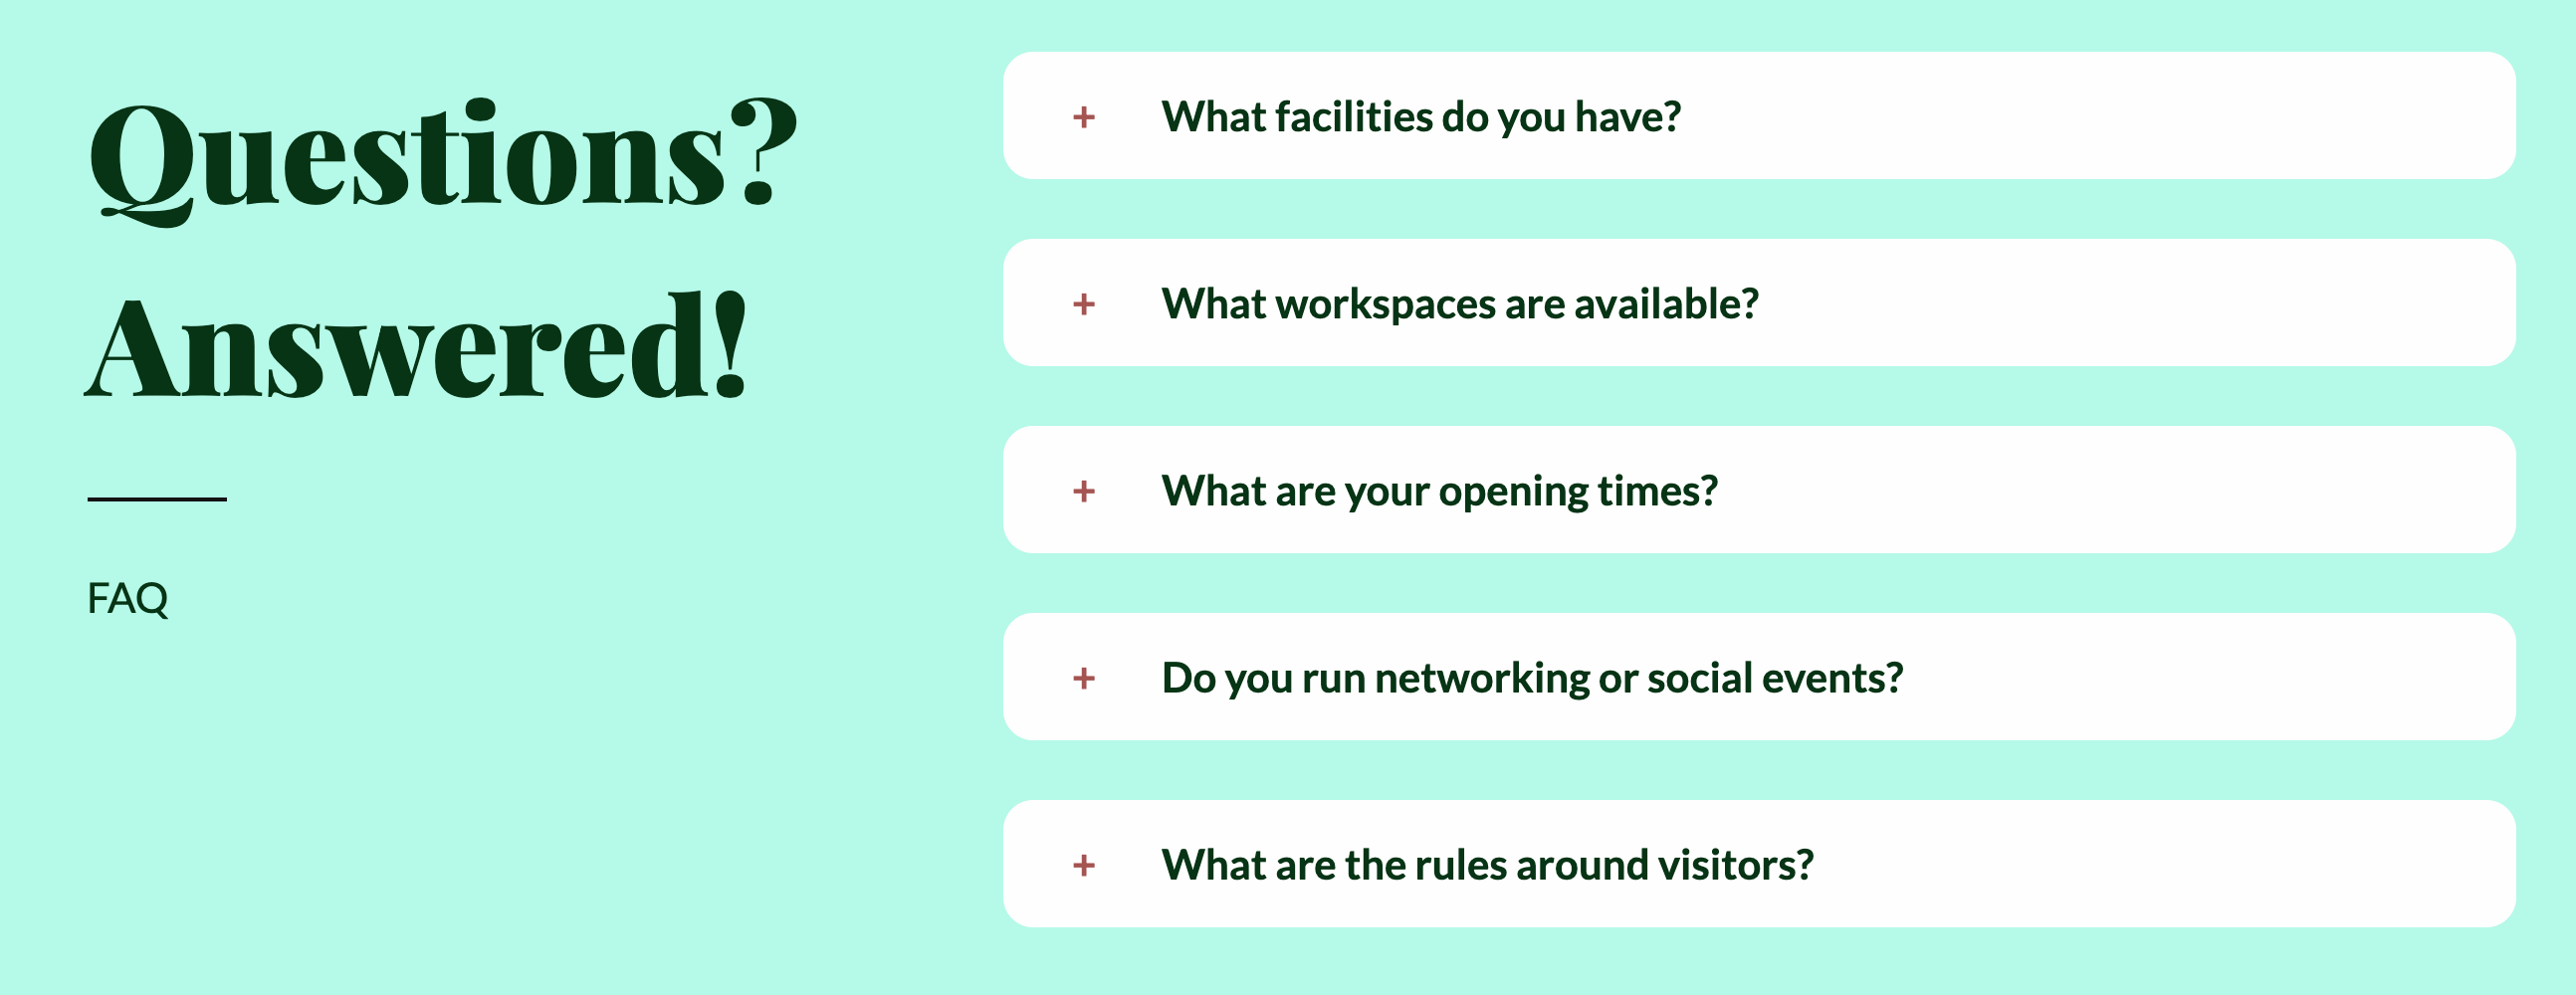 Questions?
Answered!
FAQ
+ What facilities do you have?
+ What workspaces are available?
+ What are your opening times?
+ Do you run networking or social events?
+ What are the rules around visitors?